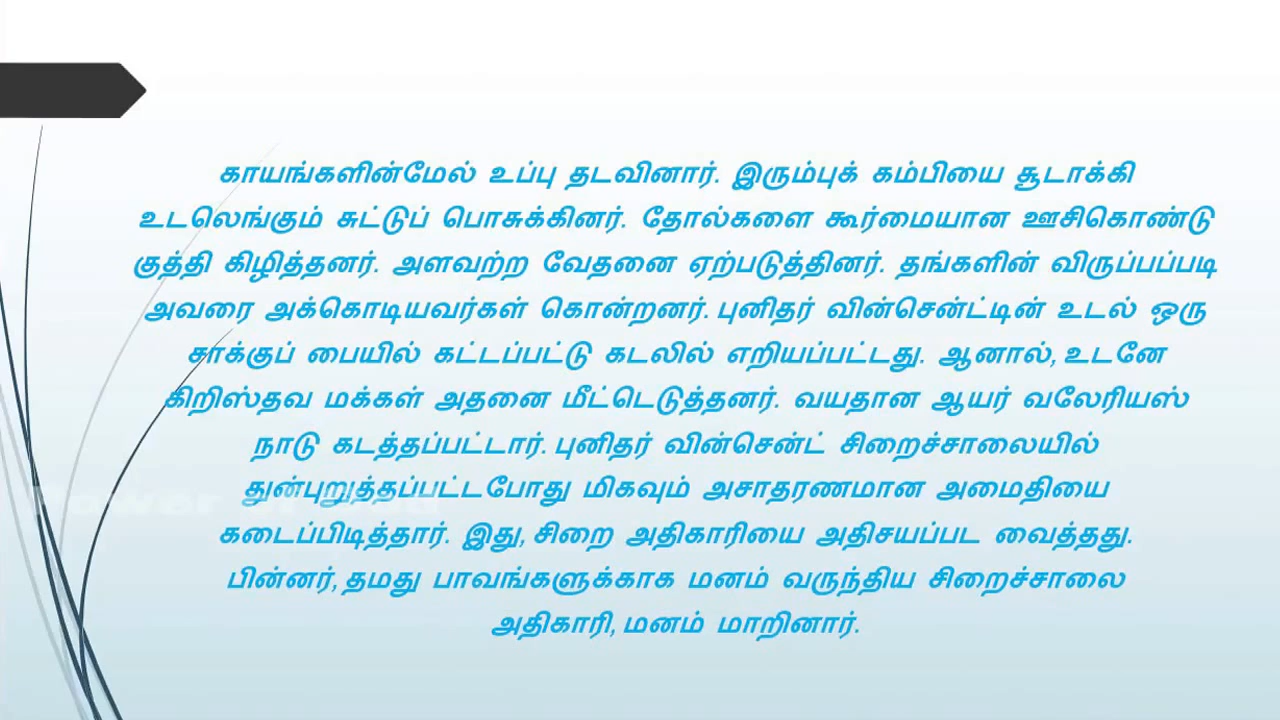 காயங்களின்மேல் உப்பு தடவினார். இரும்புக் கம்பியை சூடாக்கி
உடலெங்கும் சுட்டுப் பொசுக்கினர். தோல்களை கூர்மையான ஊசிகொண்டு
குத்தி கிழித்தனர். அளவற்ற வேதனை ஏற்படுத்தினர். தங்களின் விருப்பப்படி
அவரை அக்கொடியவர்கள் கொன்றனர். புனிதர் வின்சென்ட்டின் உடல் ஒரு
சாக்குப் பையில் கட்டப்பட்டு கடலில் எறியப்பட்டது. ஆனால், உடனே
கிறிஸ்தவ மக்கள் அதனை மீட்டெடுத்தனர். வயதான ஆயர் வலேரியஸ்
நாடு கடத்தப்பட்டார். புனிதர் வின்சென்ட் சிறைச்சாலையில்
துன்புறுத்தப்பட்டபோது மிகவும் அசாதரணமான அமைதியை
கடைப்பிடித்தார். இது, சிறை அதிகாரியை அதிசயப்பட வைத்தது.
பின்னர், தமது பாவங்களுக்காக மனம் வருந்திய சிறைச்சாலை
அதிகாரி, மனம் மாறினார்.
Power